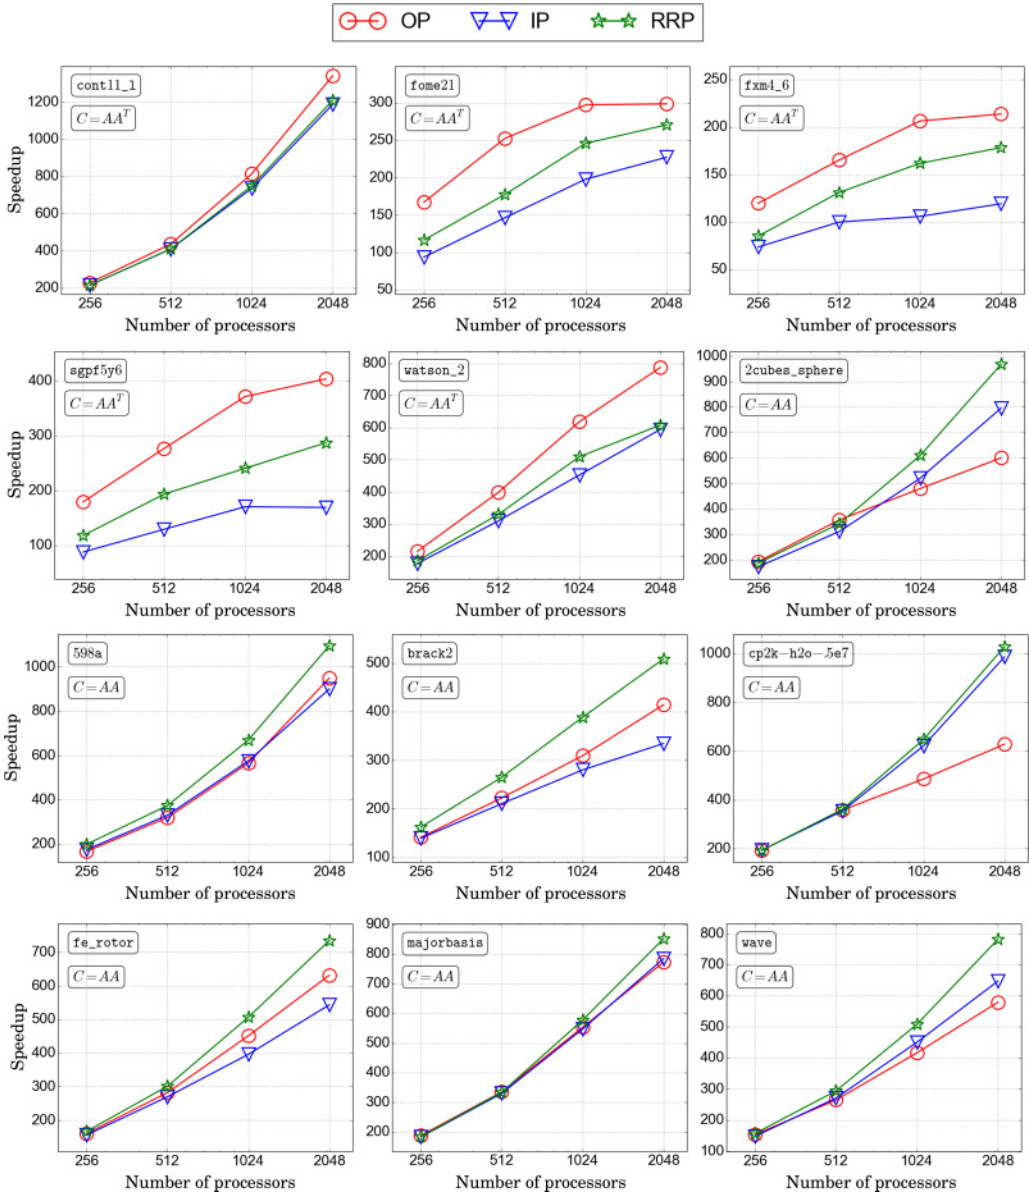 OP IP RRP
cont11_1
C=AA^T
Speedup
1200
1000
800
600
400
200
256 512 1024 2048
Number of processors
fome21
C=AA^T
300
250
200
150
100
50
256 512 1024 2048
Number of processors
fxm4_6
C=AA^T
250
200
150
100
50
256 512 1024 2048
Number of processors
sgpf5y6
C=AA^T
Speedup
400
300
200
100
256 512 1024 2048
Number of processors
watson_2
C=AA^T
800
700
600
500
400
300
200
256 512 1024 2048
Number of processors
2cubes_sphere
C=AA
1000
900
800
700
600
500
400
300
200
256 512 1024 2048
Number of processors
598a
C=AA
Speedup
1000
800
600
400
200
256 512 1024 2048
Number of processors
brack2
C=AA
500
400
300
200
100
256 512 1024 2048
Number of processors
cp2k-h2o-.5e7
C=AA
1000
800
600
400
200
256 512 1024 2048
Number of processors
fe_rotor
C=AA
Speedup
700
600
500
400
300
200
256 512 1024 2048
Number of processors
majorbasis
C=AA
900
800
700
600
500
400
300
200
256 512 1024 2048
Number of processors
wave
C=AA
800
700
600
500
400
300
200
100
256 512 1024 2048
Number of processors